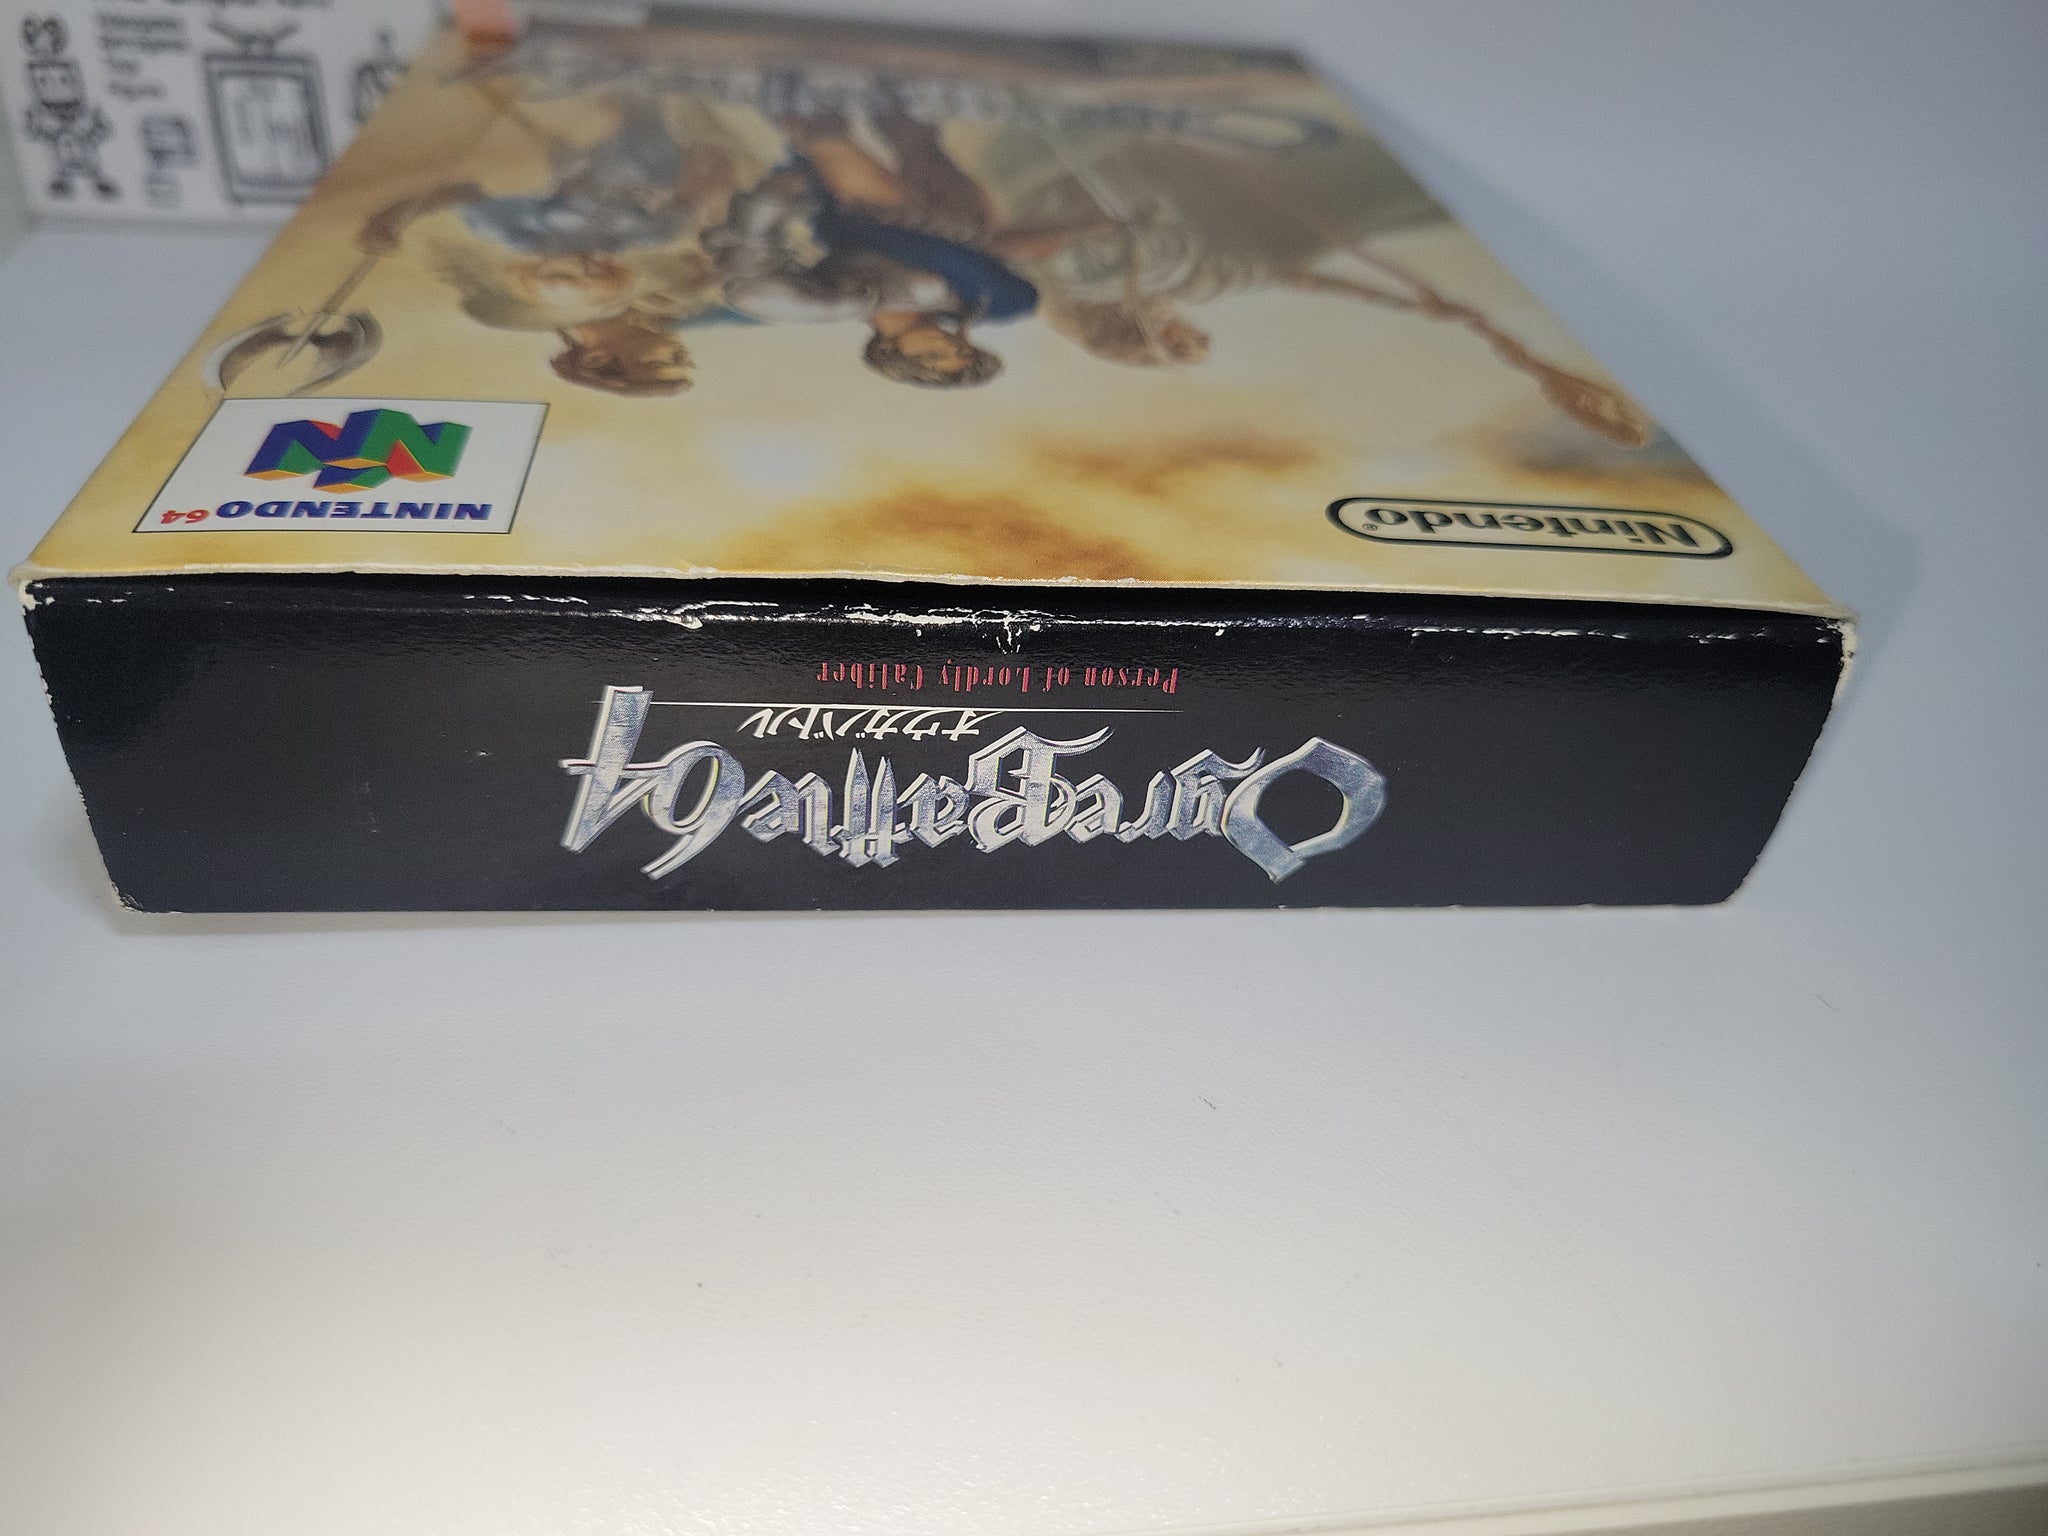 Ogre Battle 64
オウガバトル
Person of Lordly Caliber
NINTENDO 64
Nintendo®